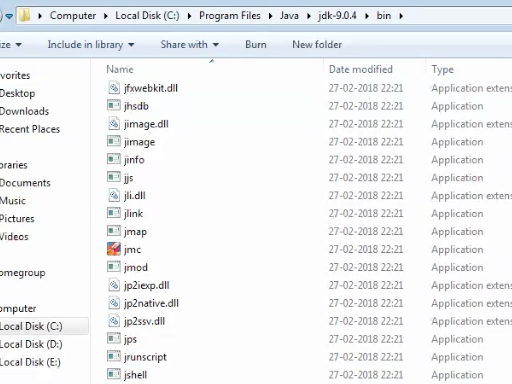 Computer Local Disk (C:) Program Files Java jdk-9.0.4 bin
Include in library Share with Burn New folder
Name Date modified Type
jfxwebkit.dll 27-02-2018 22:21 Application extens
jhsdb 27-02-2018 22:21 Application
jimage.dll 27-02-2018 22:21 Application extens
jimage 27-02-2018 22:21 Application
jinfo 27-02-2018 22:21 Application
jjs 27-02-2018 22:21 Application
jli.dll 27-02-2018 22:21 Application extens
jlink 27-02-2018 22:21 Application
jmap 27-02-2018 22:21 Application
jmc 27-02-2018 22:21 Application
jmod 27-02-2018 22:21 Application
jp2iexp.dll 27-02-2018 22:21 Application extens
jp2native.dll 27-02-2018 22:21 Application extens
jp2ssv.dll 27-02-2018 22:21 Application extens
jps 27-02-2018 22:21 Application
jrunscript 27-02-2018 22:21 Application
jshell 27-02-2018 22:21 Application
vorites
Desktop
Downloads
Recent Places
braries
Documents
Music
Pictures
Videos
omegroup
omputer
Local Disk (C:)
Local Disk (D:)
Local Disk (E:)